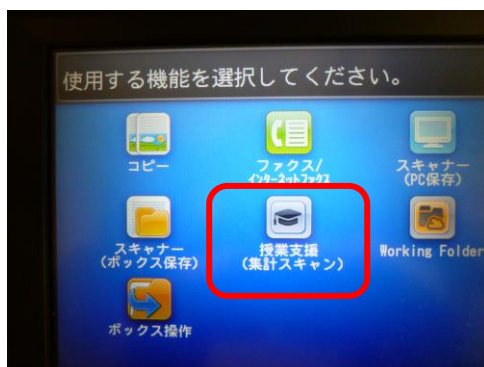 使用する機能を選択してください。
コピー
ファクス/
インターネットファクス
スキャナー
(PC保存)
スキャナー
(ボックス保存)
授業支援
(集計スキャン)
Working Folder
ボックス操作